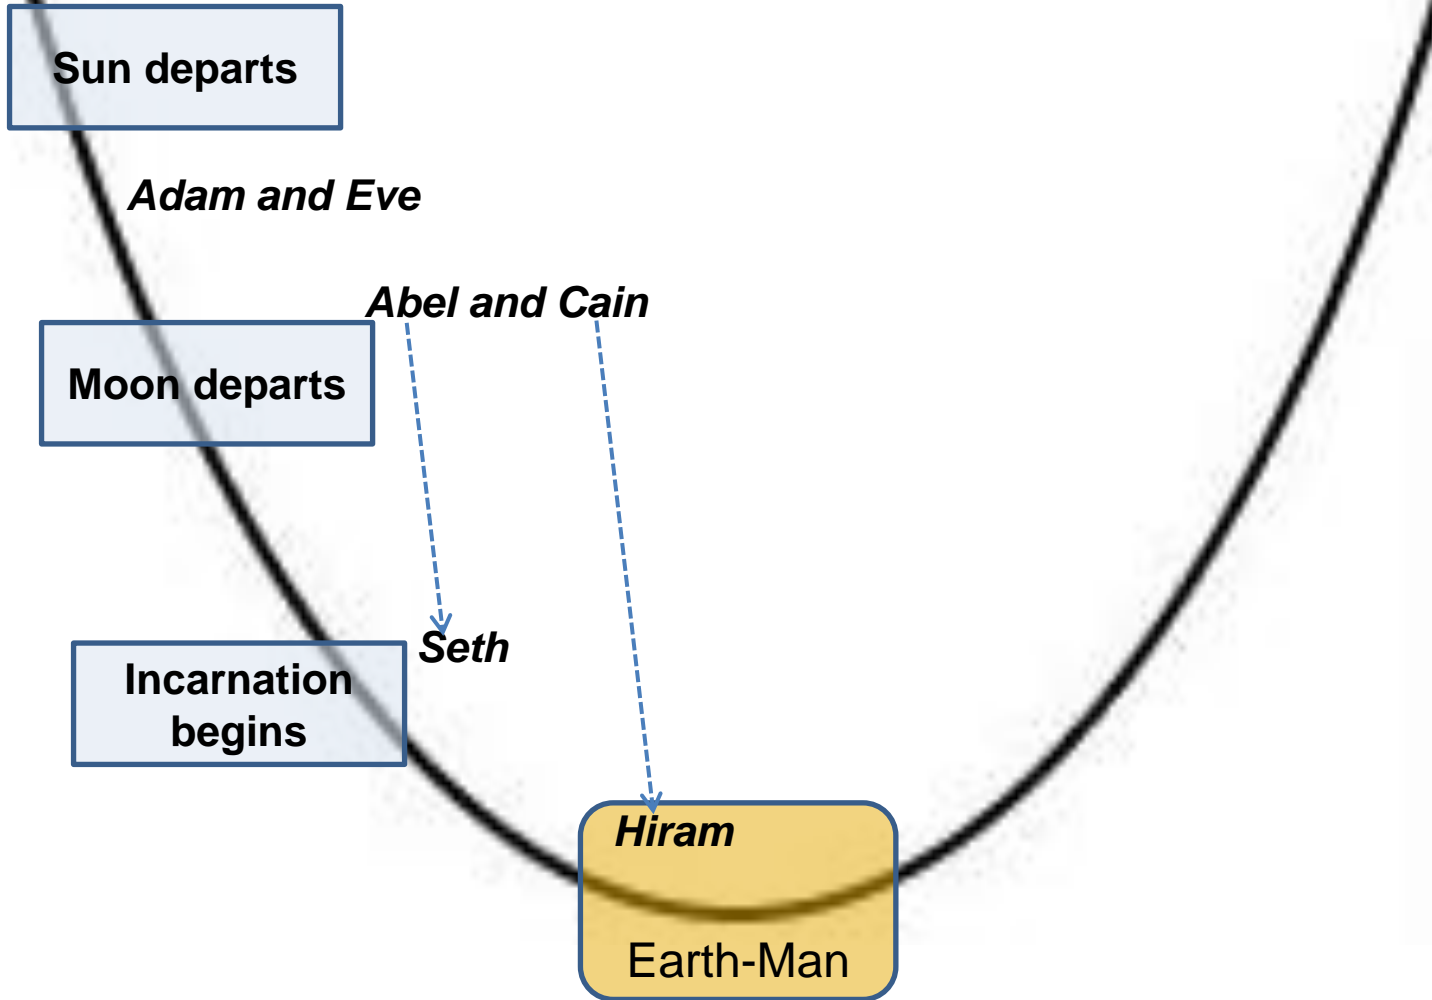 Sun departs
Adam and Eve
Abel and Cain
Moon departs
Seth
Incarnation
begins
Hiram
Earth-Man